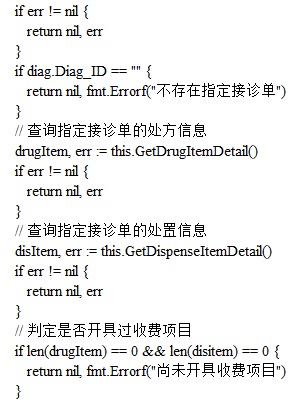 if err != nil {
return nil, err
}
if diag.Diag_ID == "" {
return nil, fmt.Errorf("不存在指定接诊单")
}
// 查询指定接诊单的处方信息
drugItem, err := this.GetDrugItemDetail()
if err != nil {
return nil, err
}
// 查询指定接诊单的处置信息
disItem, err := this.GetDispenseItemDetail()
if err != nil {
return nil, err
}
// 判定是否开具过收费项目
if len(drugItem) == 0 && len(disitem) == 0 {
return nil, fmt.Errorf("尚未开具收费项目")
}